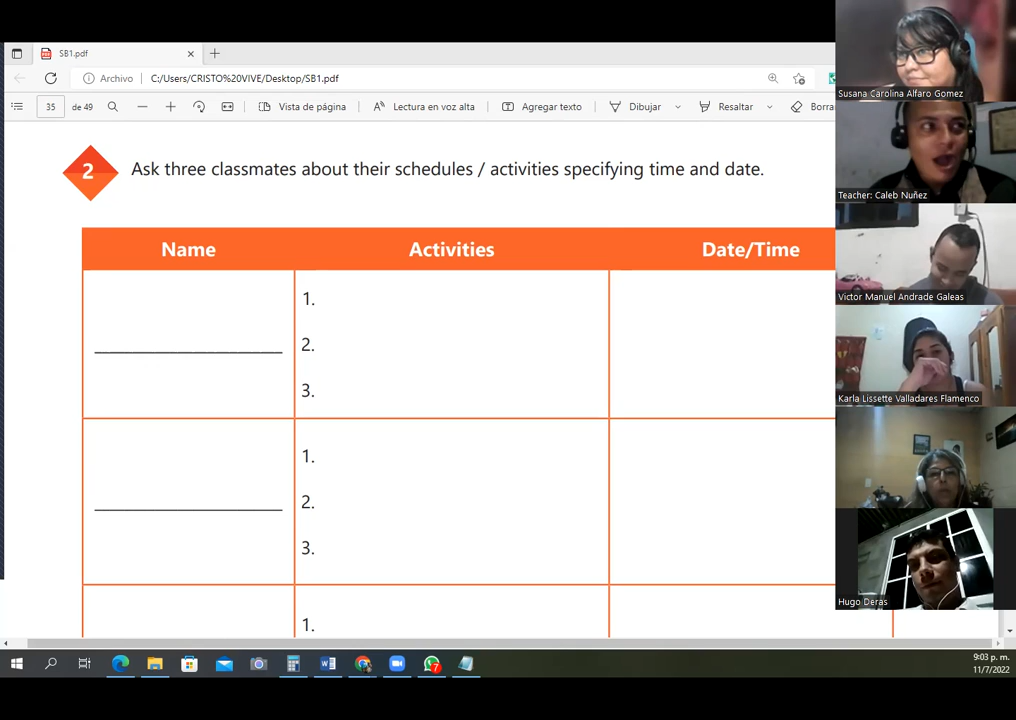 SB1.pdf
Archivo C:/Users/CRISTO%20VIVE/Desktop/SB1.pdf
35 de 49 Vista de página Lectura en voz alta Agregar texto Dibujar Resaltar Borra
2 Ask three classmates about their schedules / activities specifying time and date.
Name Activities Date/Time
1.
2.
3.
1.
2.
3.
1.
Susana Carolina Alfaro Gomez
Teacher: Caleb Nuñez
Victor Manuel Andrade Galeas
Karla Lissette Valladares Flamenco
Hugo Deras
7
9:03 p. m.
11/7/2022